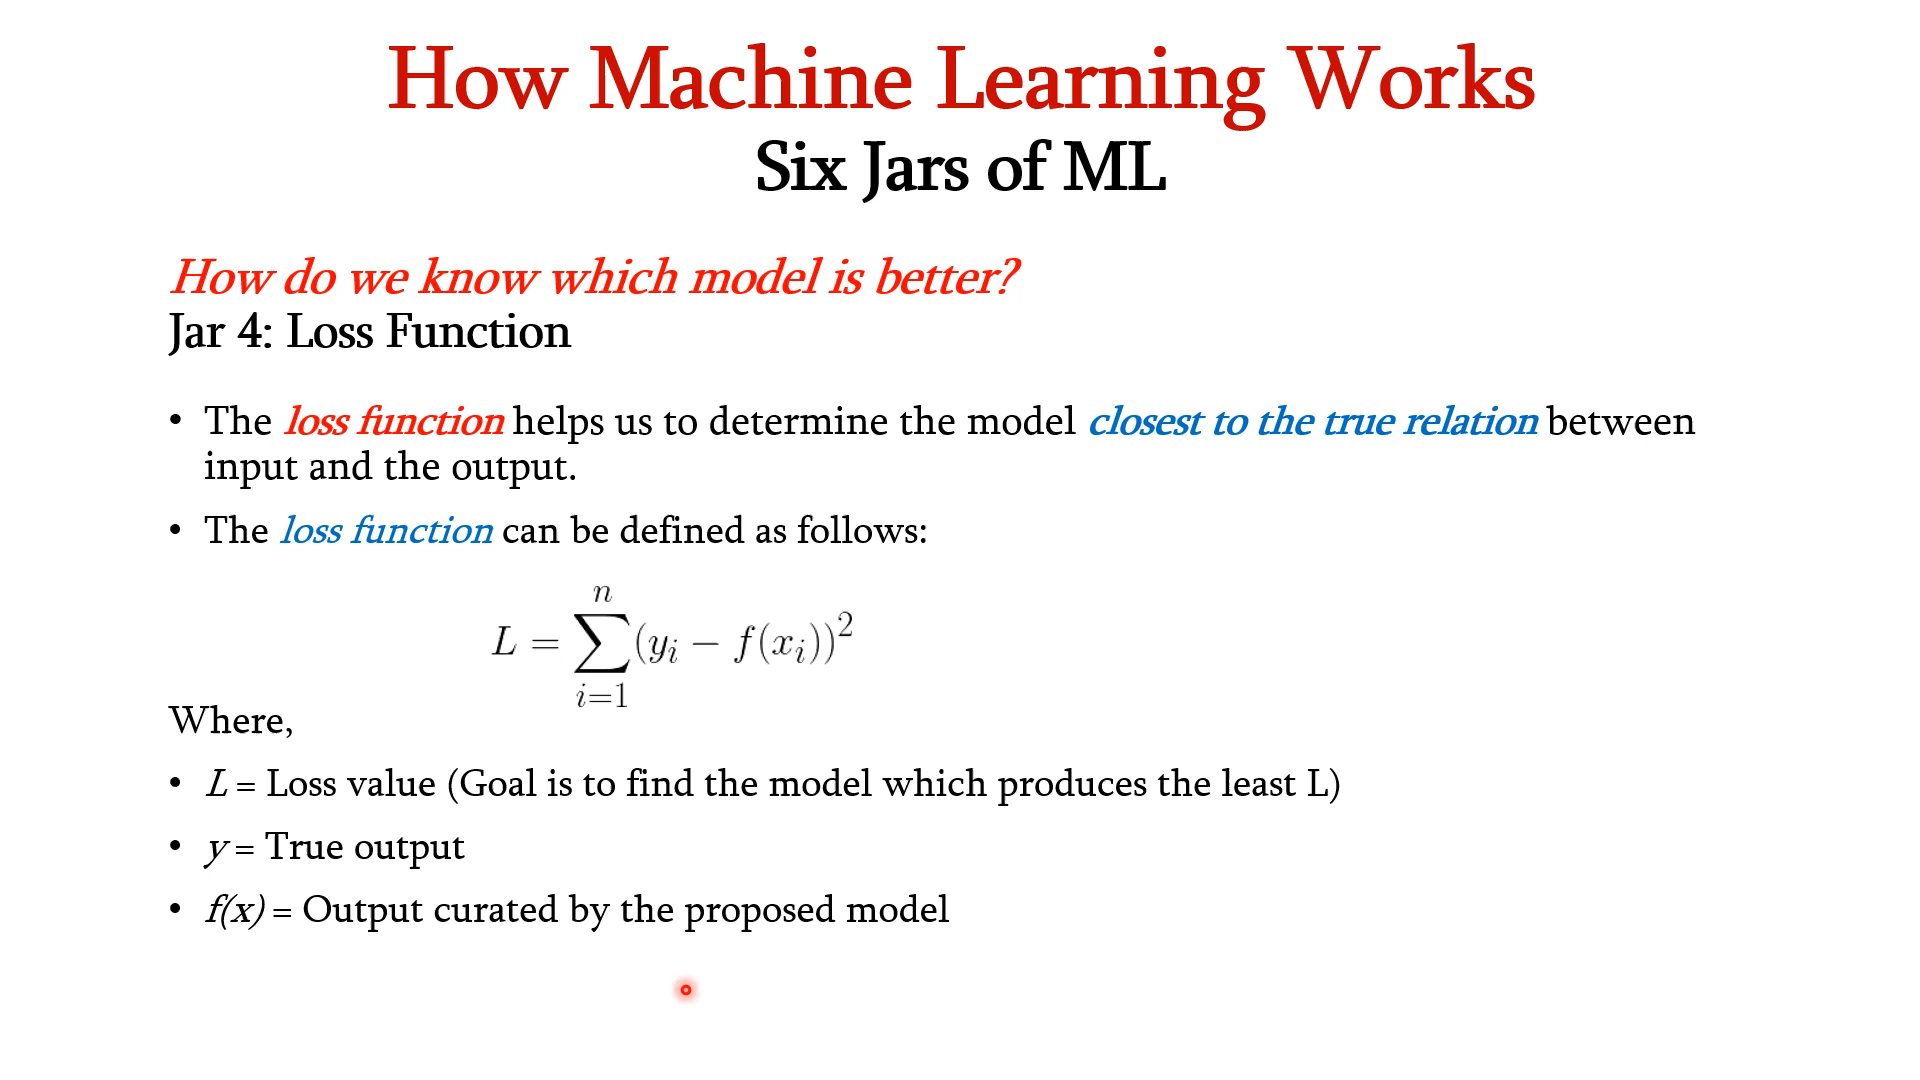 How Machine Learning Works
Six Jars of ML
How do we know which model is better?
Jar 4: Loss Function
• The loss function helps us to determine the model closest to the true relation between
input and the output.
• The loss function can be defined as follows:
L = \sum_{i=1}^{n} (y_i − f(x_i))^2
Where,
• L = Loss value (Goal is to find the model which produces the least L)
• y = True output
• f(x) = Output curated by the proposed model